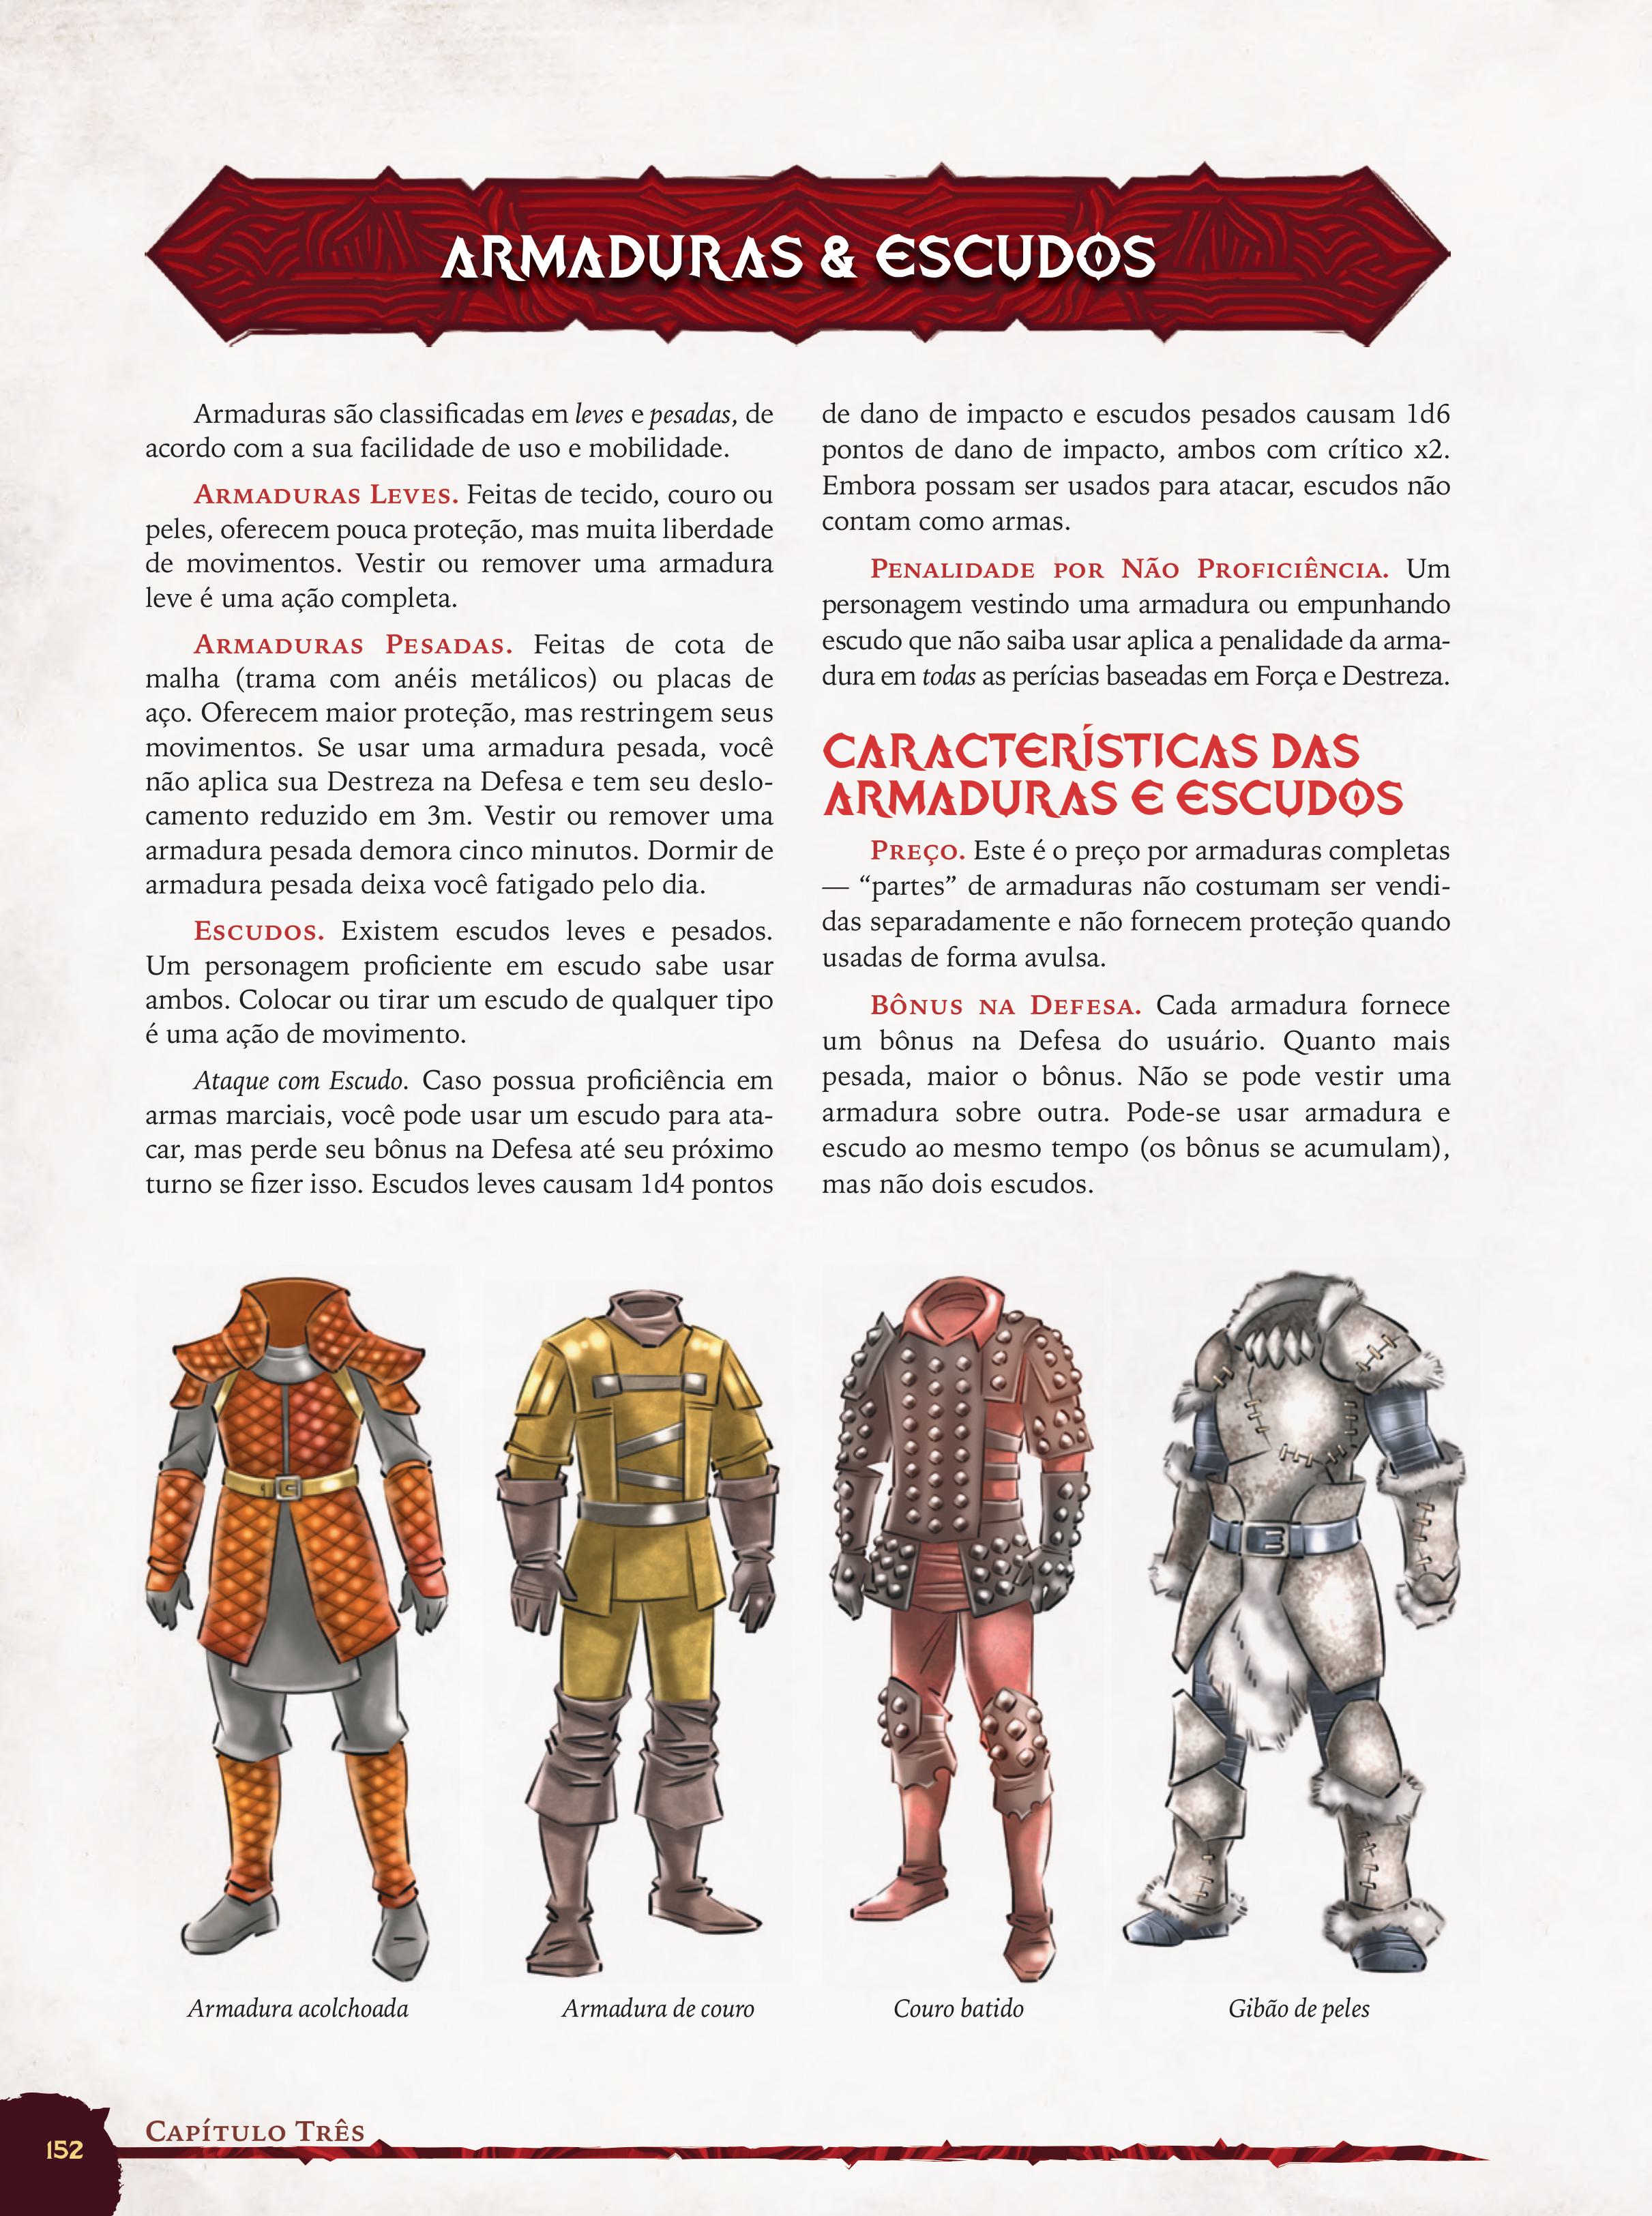 ARMADURAS & ESCUDOS
Armaduras são classificadas em leves e pesadas, de
acordo com a sua facilidade de uso e mobilidade.
Armaduras Leves. Feitas de tecido, couro ou
peles, oferecem pouca proteção, mas muita liberdade
de movimentos. Vestir ou remover uma armadura
leve é uma ação completa.
Armaduras Pesadas. Feitas de cota de
malha (trama com anéis metálicos) ou placas de
aço. Oferecem maior proteção, mas restringem seus
movimentos. Se usar uma armadura pesada, você
não aplica sua Destreza na Defesa e tem seu deslo-
camento reduzido em 3m. Vestir ou remover uma
armadura pesada demora cinco minutos. Dormir de
armadura pesada deixa você fatigado pelo dia.
Escudos. Existem escudos leves e pesados.
Um personagem proficiente em escudo sabe usar
ambos. Colocar ou tirar um escudo de qualquer tipo
é uma ação de movimento.
Ataque com Escudo. Caso possua proficiência em
armas marciais, você pode usar um escudo para ata-
car, mas perde seu bônus na Defesa até seu próximo
turno se fizer isso. Escudos leves causam 1d4 pontos
de dano de impacto e escudos pesados causam 1d6
pontos de dano de impacto, ambos com crítico x2.
Embora possam ser usados para atacar, escudos não
contam como armas.
Penalidade por Não Proficiência. Um
personagem vestindo uma armadura ou empunhando
escudo que não saiba usar aplica a penalidade da arma-
dura em todas as perícias baseadas em Força e Destreza.
CARACTERÍSTICAS DAS
ARMADURAS E ESCUDOS
Preço. Este é o preço por armaduras completas
— “partes” de armaduras não costumam ser vendi-
das separadamente e não fornecem proteção quando
usadas de forma avulsa.
Bônus na Defesa. Cada armadura fornece
um bônus na Defesa do usuário. Quanto mais
pesada, maior o bônus. Não se pode vestir uma
armadura sobre outra. Pode-se usar armadura e
escudo ao mesmo tempo (os bônus se acumulam),
mas não dois escudos.
Armadura acolchoada
Armadura de couro
Couro batido
Gibão de peles
Capítulo Três
152